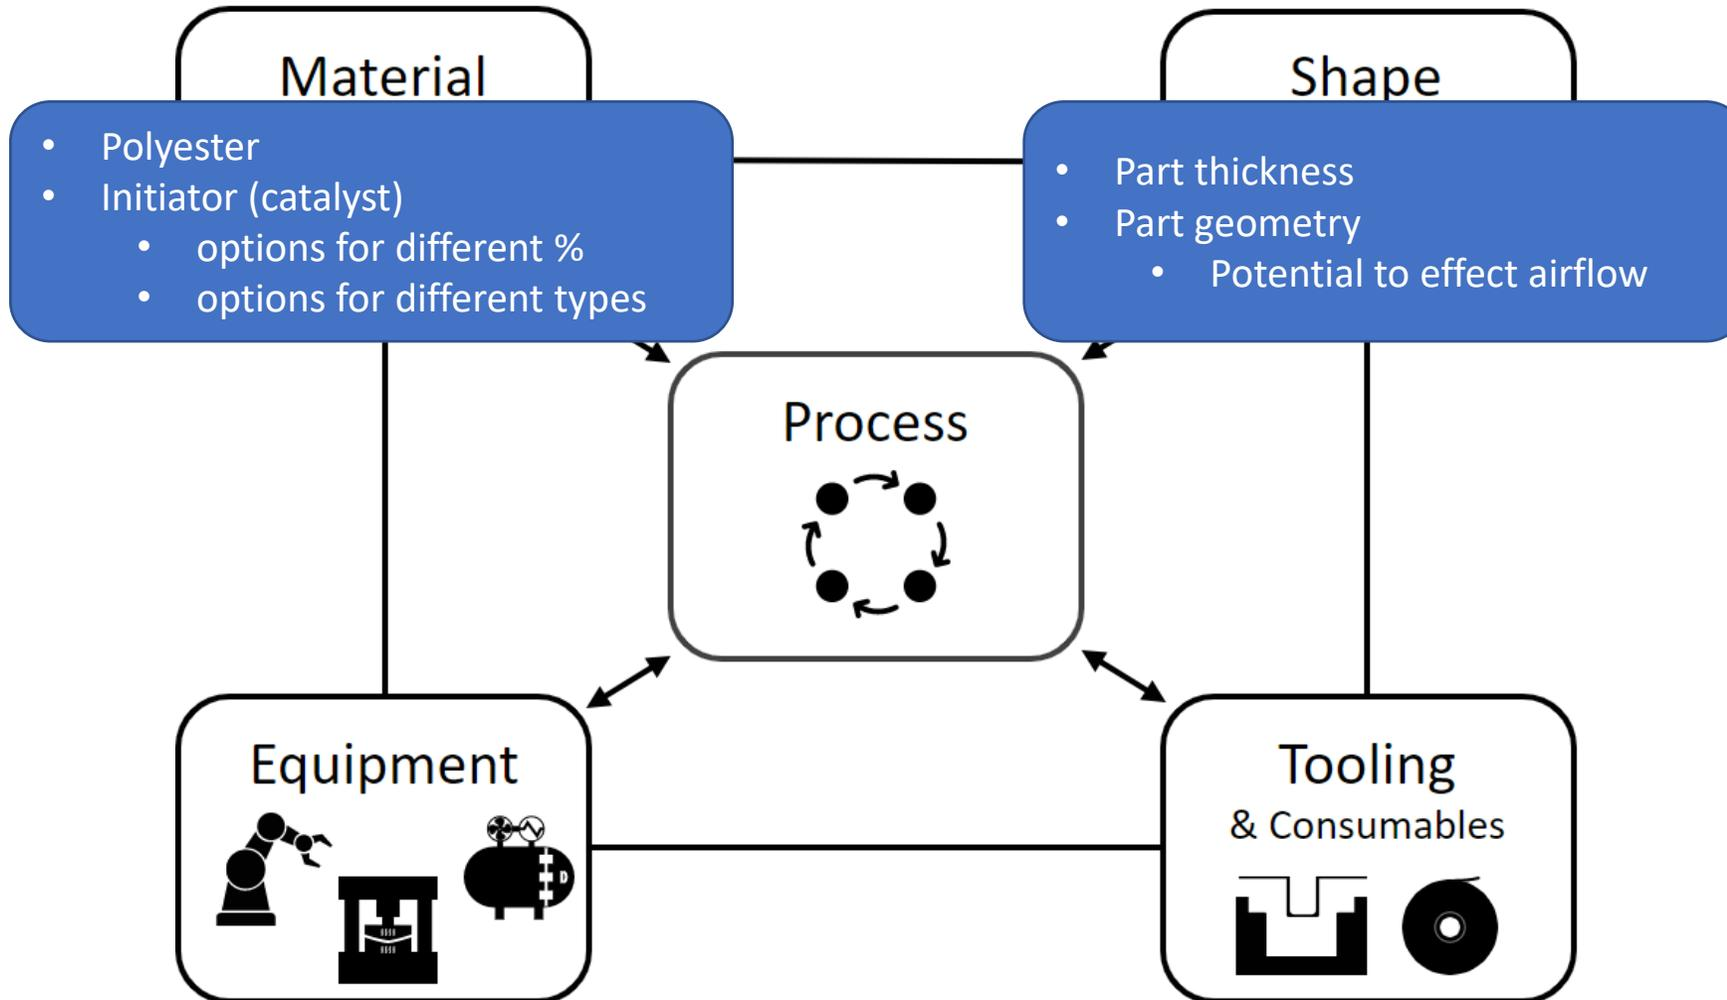 Material
• Polyester
• Initiator (catalyst)
• options for different %
• options for different types
Shape
• Part thickness
• Part geometry
• Potential to effect airflow
Process
Equipment
D
Tooling
& Consumables